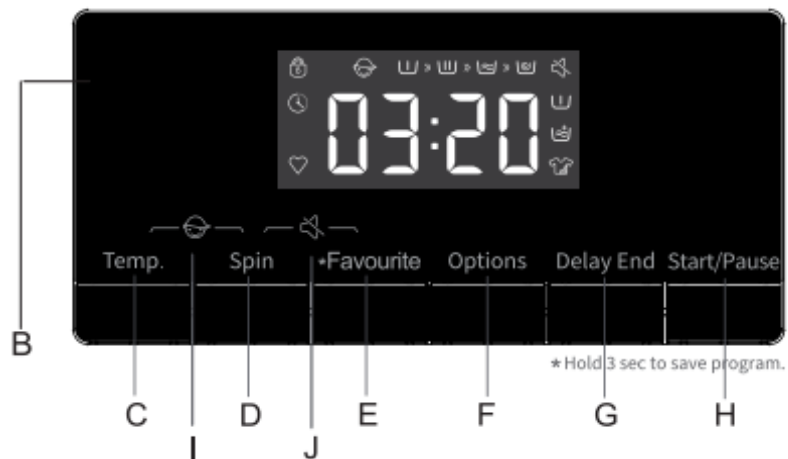 03:20
Temp. Spin *Favourite Options Delay End Start/Pause
B
*Hold 3 sec to save program.
C D E F G H
I J